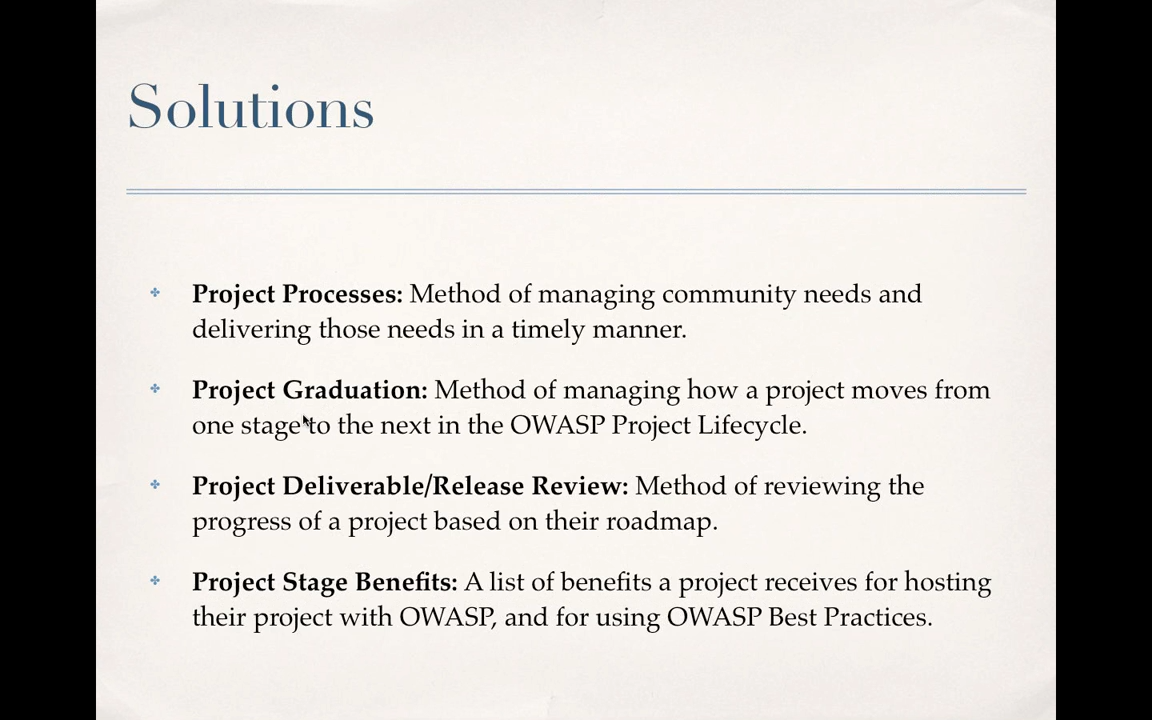 Solutions
Project Processes: Method of managing community needs and
delivering those needs in a timely manner.
Project Graduation: Method of managing how a project moves from
one stage to the next in the OWASP Project Lifecycle.
Project Deliverable/Release Review: Method of reviewing the
progress of a project based on their roadmap.
Project Stage Benefits: A list of benefits a project receives for hosting
their project with OWASP, and for using OWASP Best Practices.